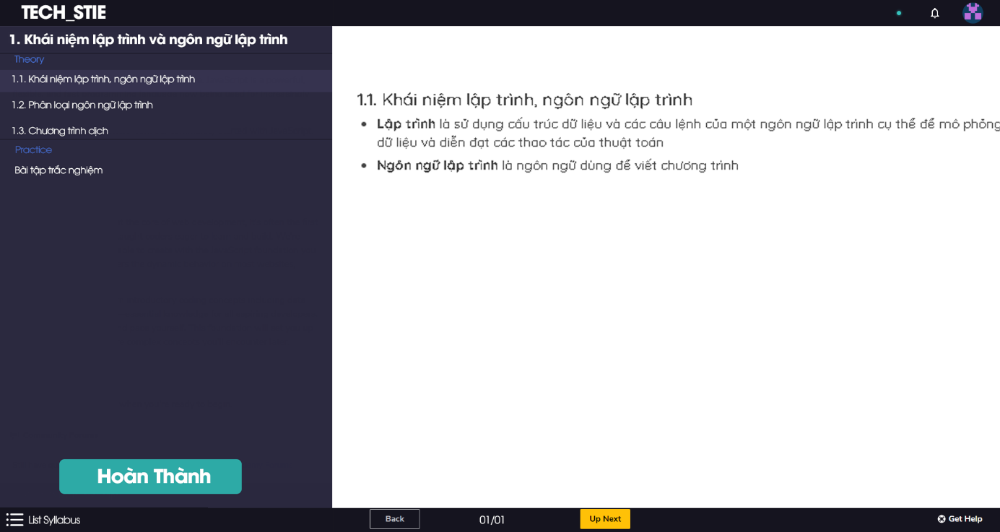 TECH_STIE
1. Khái niệm lập trình và ngôn ngữ lập trình
Theory
1.1. Khái niệm lập trình, ngôn ngữ lập trình
1.2. Phân loại ngôn ngữ lập trình
1.3. Chương trình dịch
Practice
Bài tập trắc nghiệm
Hoàn Thành
1.1. Khái niệm lập trình, ngôn ngữ lập trình
• Lập trình là sử dụng cấu trúc dữ liệu và các câu lệnh của một ngôn ngữ lập trình cụ thể để mô phỏng
dữ liệu và diễn đạt các thao tác của thuật toán
• Ngôn ngữ lập trình là ngôn ngữ dùng để viết chương trình
List Syllabus
Back
01/01
Up Next
Get Help